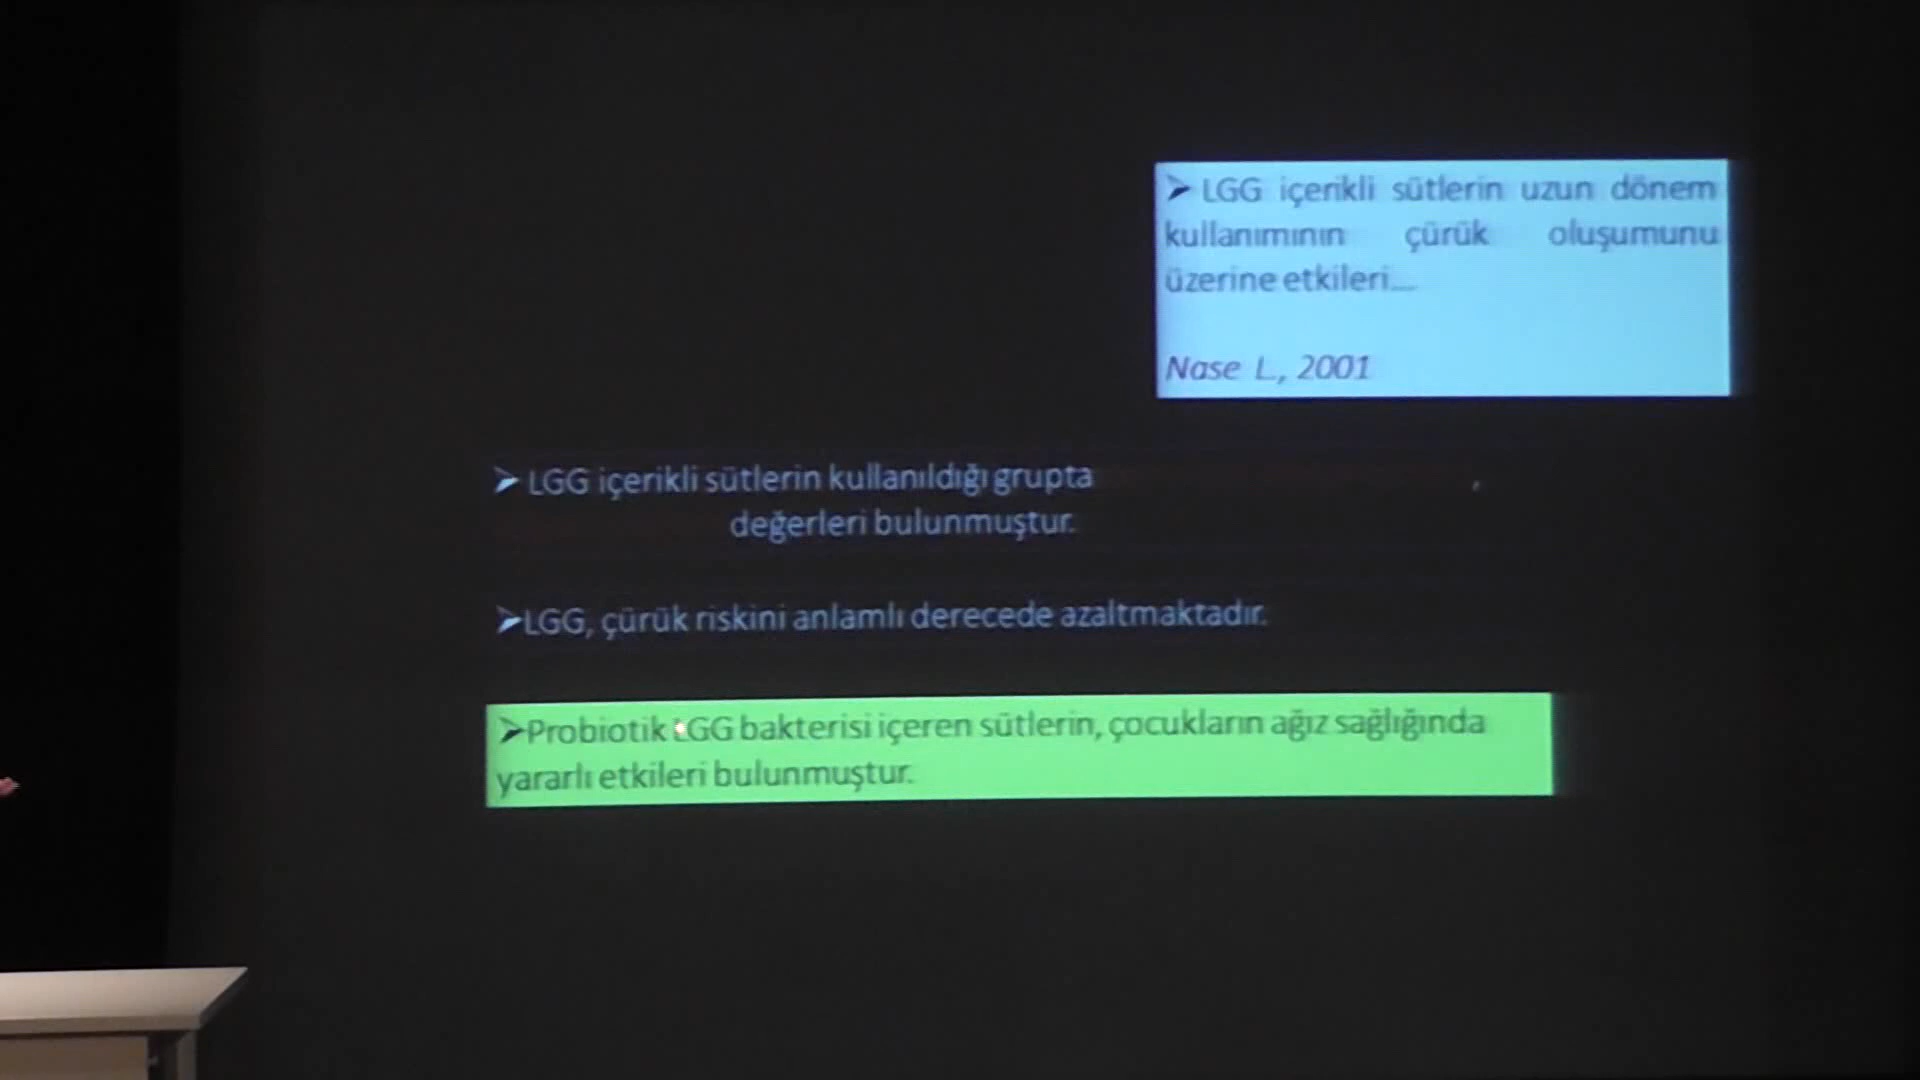 ➢ LGG içerikli sütlerin uzun dönem
kullanımının çürük oluşumunu
üzerine etkileri....
Nase L., 2001
➢ LGG içerikli sütlerin kullanıldığı grupta
değerleri bulunmuştur.
➢LGG, çürük riskini anlamlı derecede azaltmaktadır.
➢Probiotik LGG bakterisi içeren sütlerin, çocukların ağız sağlığında
yararlı etkileri bulunmuştur.